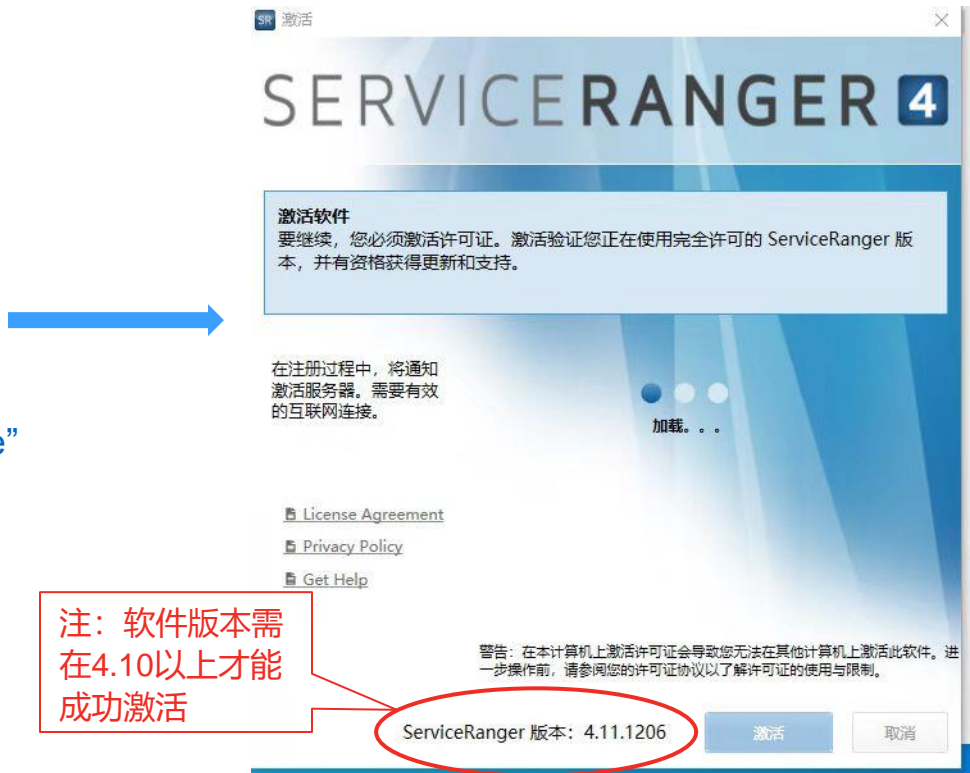 SR 激活
SERVICERANGER 4
激活软件
要继续，您必须激活许可证。激活验证您正在使用完全许可的 ServiceRanger 版
本，并有资格获得更新和支持。
在注册过程中，将通知
激活服务器。需要有效
的互联网连接。
加载。。。
e”
License Agreement
Privacy Policy
Get Help
注：软件版本需
在4.10以上才能
成功激活
警告：在本计算机上激活许可证会导致您无法在其他计算机上激活此软件。进
一步操作前，请参阅您的许可证协议以了解许可证的使用与限制。
ServiceRanger 版本：4.11.1206
激活
取消